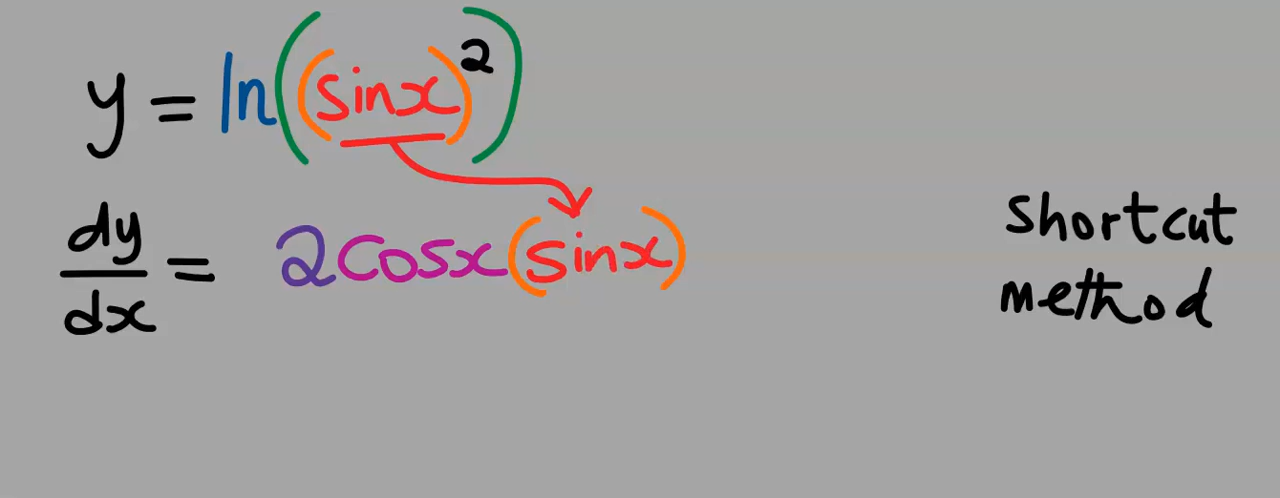 y = ln((sinx)²)
dy/dx = 2cosx(sinx)
shortcut
method